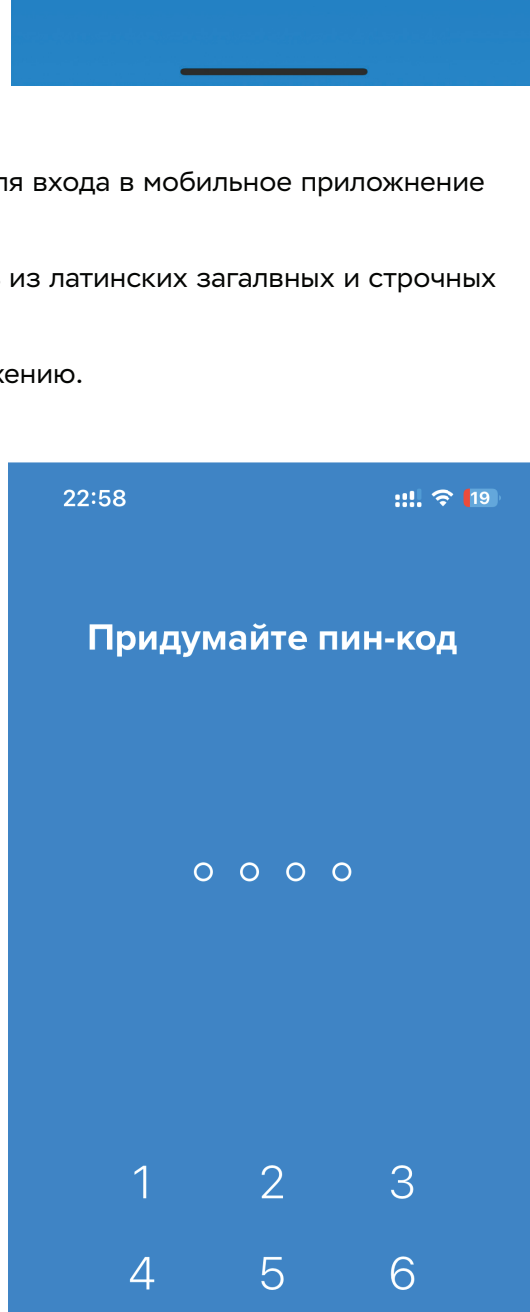 ля входа в мобильное приложнение
из латинских загалвных и строчных
жению.
22:58
19
Придумайте пин-код
1 2 3
4 5 6